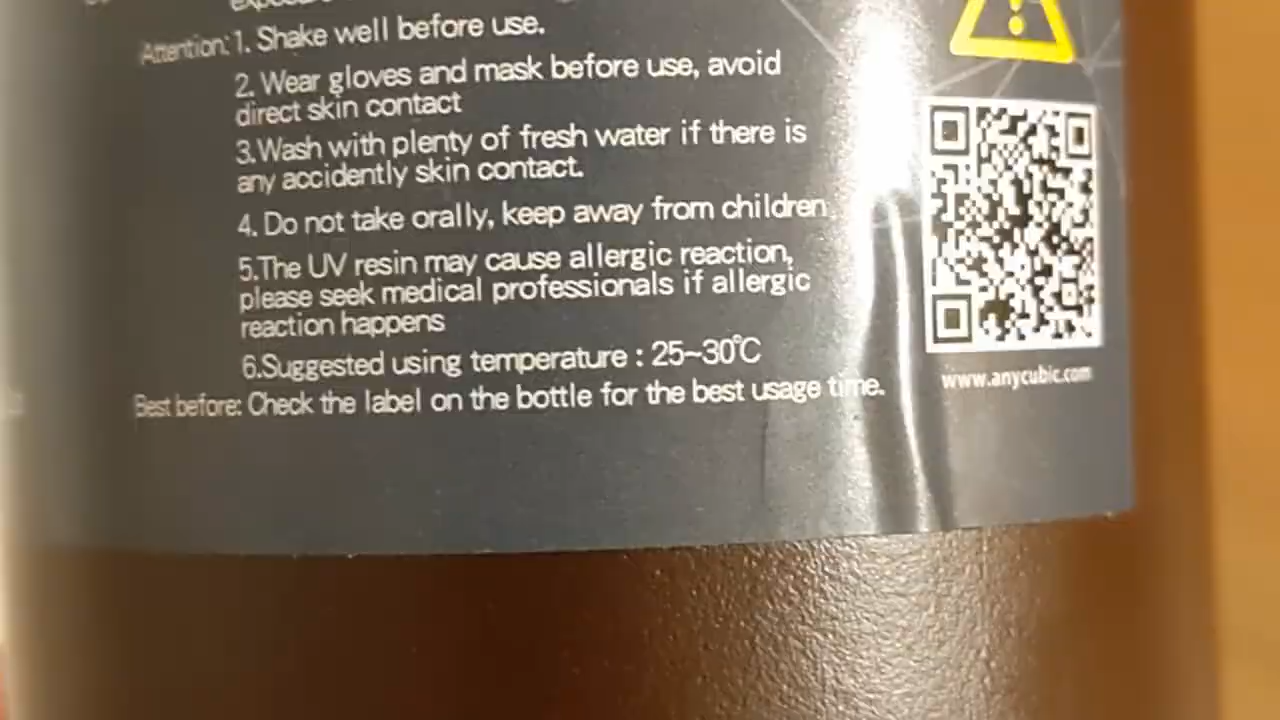 Attention: 1. Shake well before use.
2. Wear gloves and mask before use, avoid
direct skin contact
3.Wash with plenty of fresh water if there is
any accidently skin contact.
4. Do not take orally, keep away from children.
5.The UV resin may cause allergic reaction,
please seek medical professionals if allergic
reaction happens
6.Suggested using temperature : 25~30℃
Best before: Check the label on the bottle for the best usage time.
www.anycubic.com